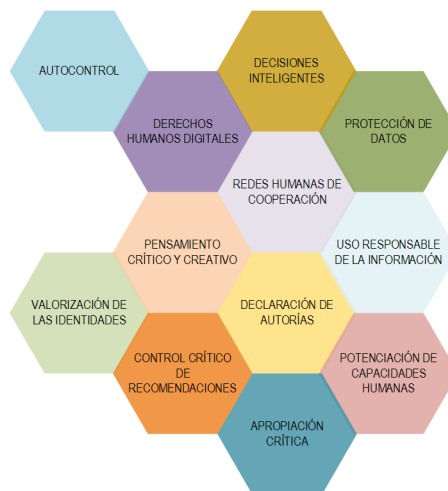 AUTOCONTROL
DECISIONES
INTELIGENTES
DERECHOS
HUMANOS DIGITALES
PROTECCIÓN DE
DATOS
REDES HUMANAS DE
COOPERACIÓN
PENSAMIENTO
CRÍTICO Y CREATIVO
USO RESPONSABLE
DE LA INFORMACIÓN
VALORIZACIÓN DE
LAS IDENTIDADES
DECLARACIÓN DE
AUTORÍAS
CONTROL CRÍTICO
DE
RECOMENDACIONES
POTENCIACIÓN DE
CAPACIDADES
HUMANAS
APROPIACIÓN
CRÍTICA